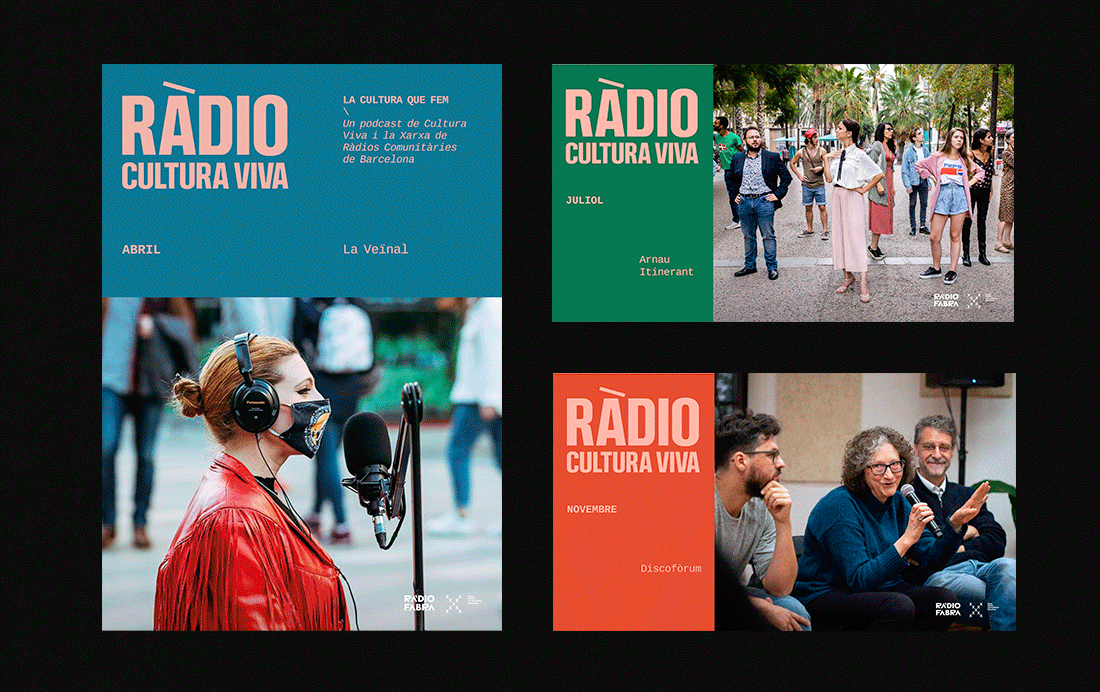 RÀDIO
CULTURA VIVA
LA CULTURA QUE FEM
\
Un podcast de Cultura
Viva i la Xarxa de
Ràdios Comunitàries
de Barcelona
ABRIL
La Veïnal
Panasonic
RÀDIO
FABRA
RÀDIO
CULTURA VIVA
JULIOL
Arnau
Itinerant
PEPSI
RÀDIO
FABRA
RÀDIO
CULTURA VIVA
NOVEMBRE
Discofòrum
RÀDIO
FABRA